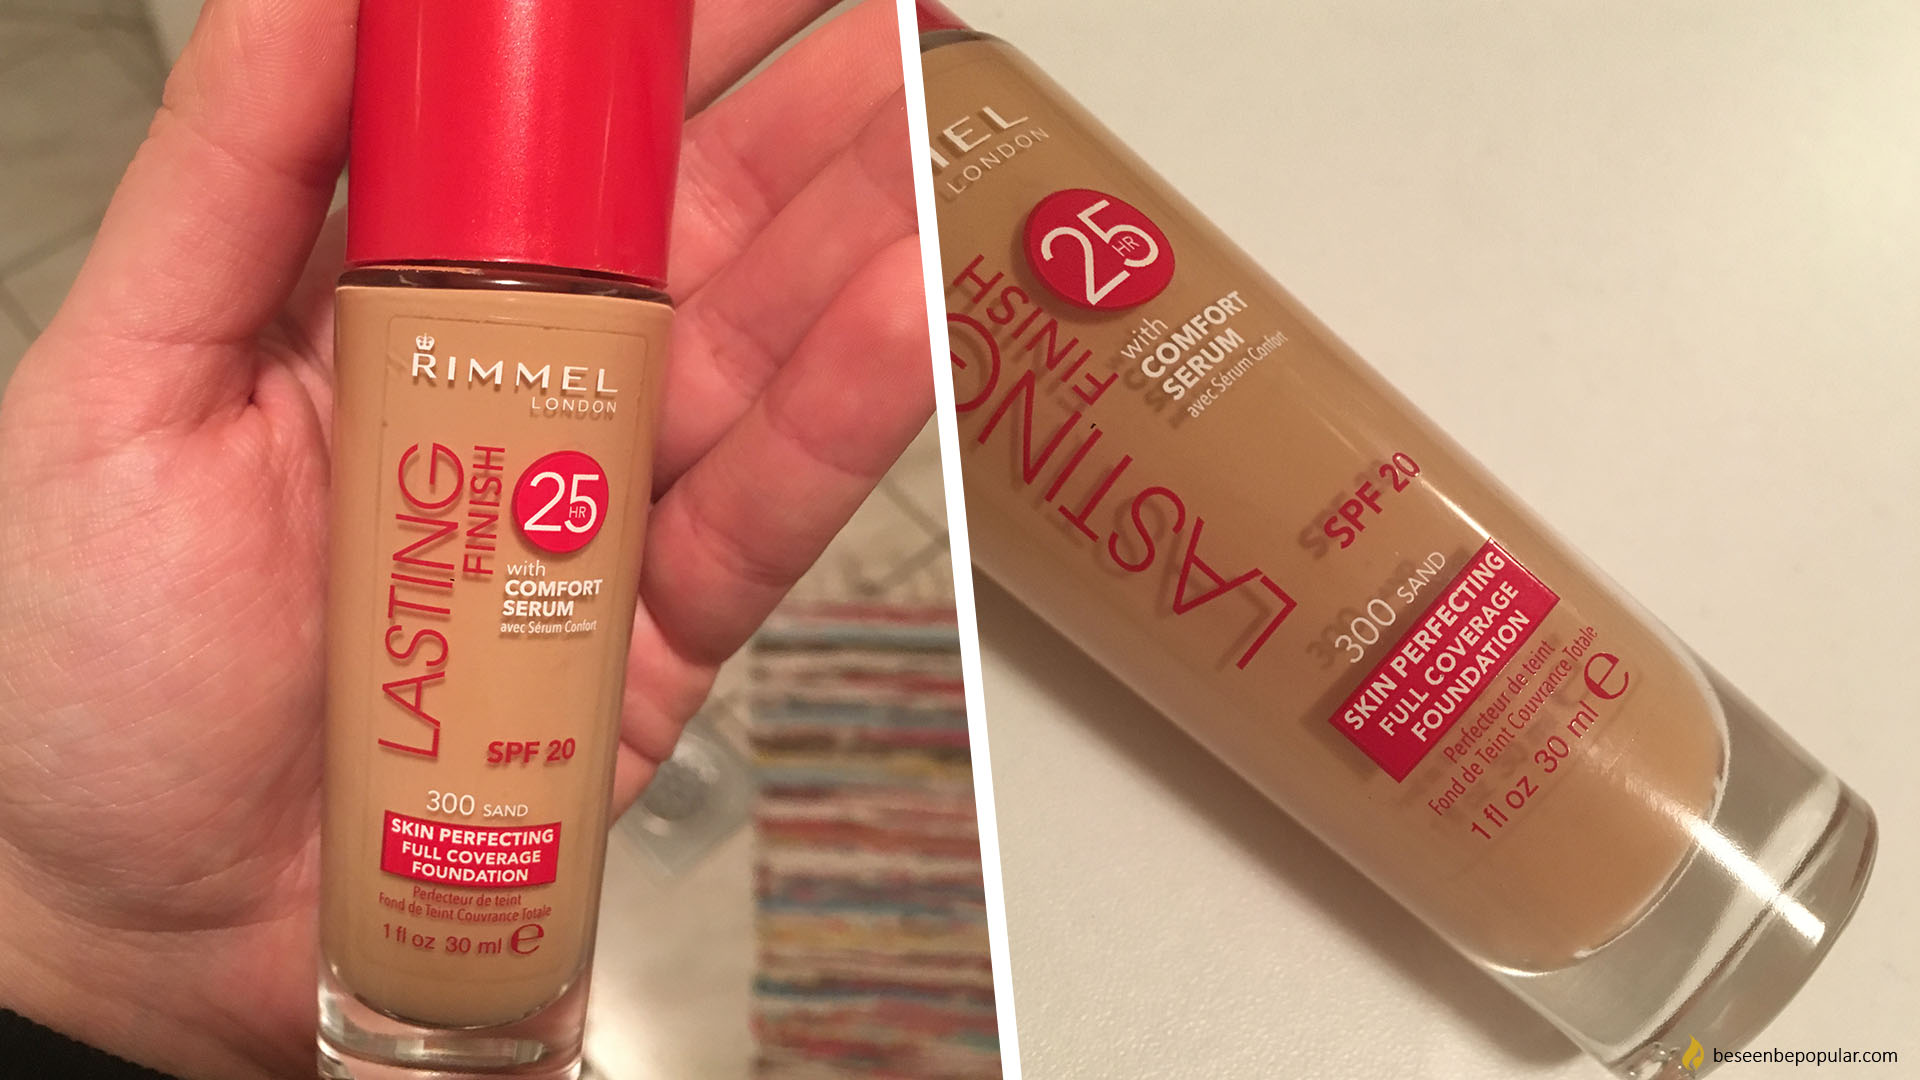 RIMMEL
LONDON
LASTING
FINISH
25
HR
with
COMFORT
SERUM
avec Sérum Confort
SPF 20
300 SAND
SKIN PERFECTING
FULL COVERAGE
FOUNDATION
Perfecteur de teint
Fond de Teint Couvrance Totale
1 fl oz 30 ml e
MEL
LONDON
25
HR
LASTING
FINISH
with
COMFORT
SERUM
avec Sérum Confort
SPF 20
300 SAND
SKIN PERFECTING
FULL COVERAGE
FOUNDATION
Perfecteur de teint
Fond de Teint Couvrance Totale
1 fl oz 30 ml e
beseenbepopular.com